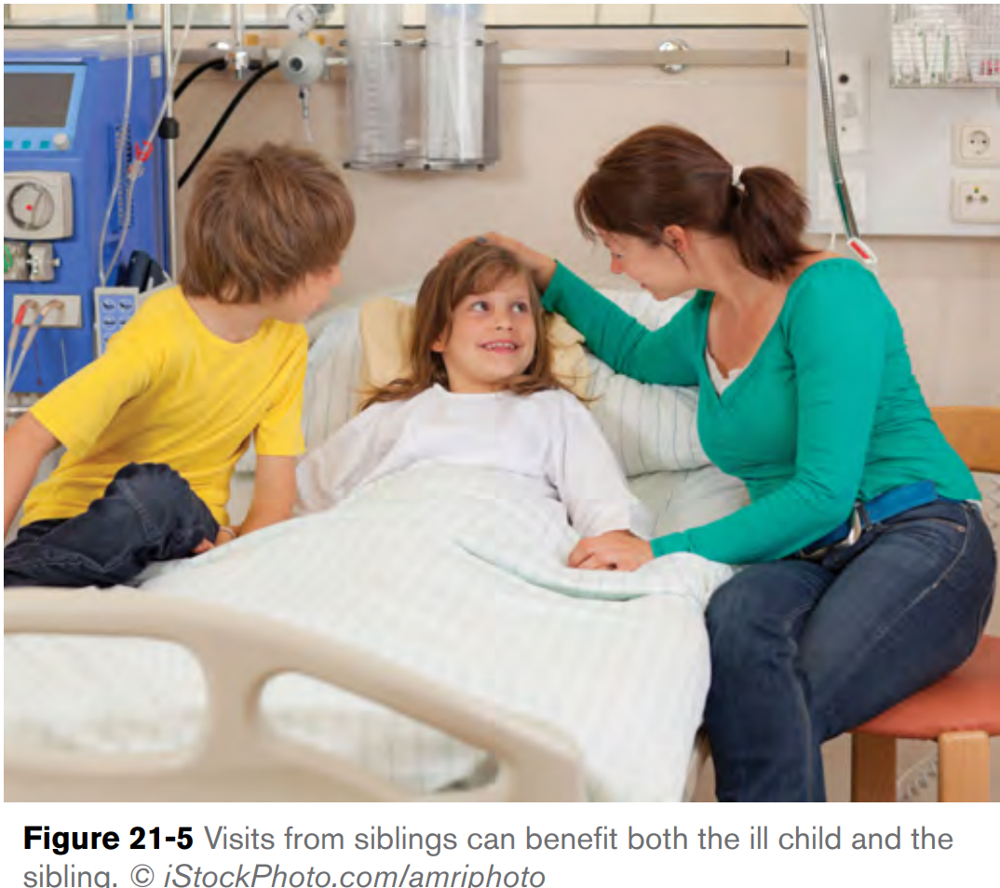 Figure 21-5 Visits from siblings can benefit both the ill child and the
sibling. © iStockPhoto.com/amriphoto